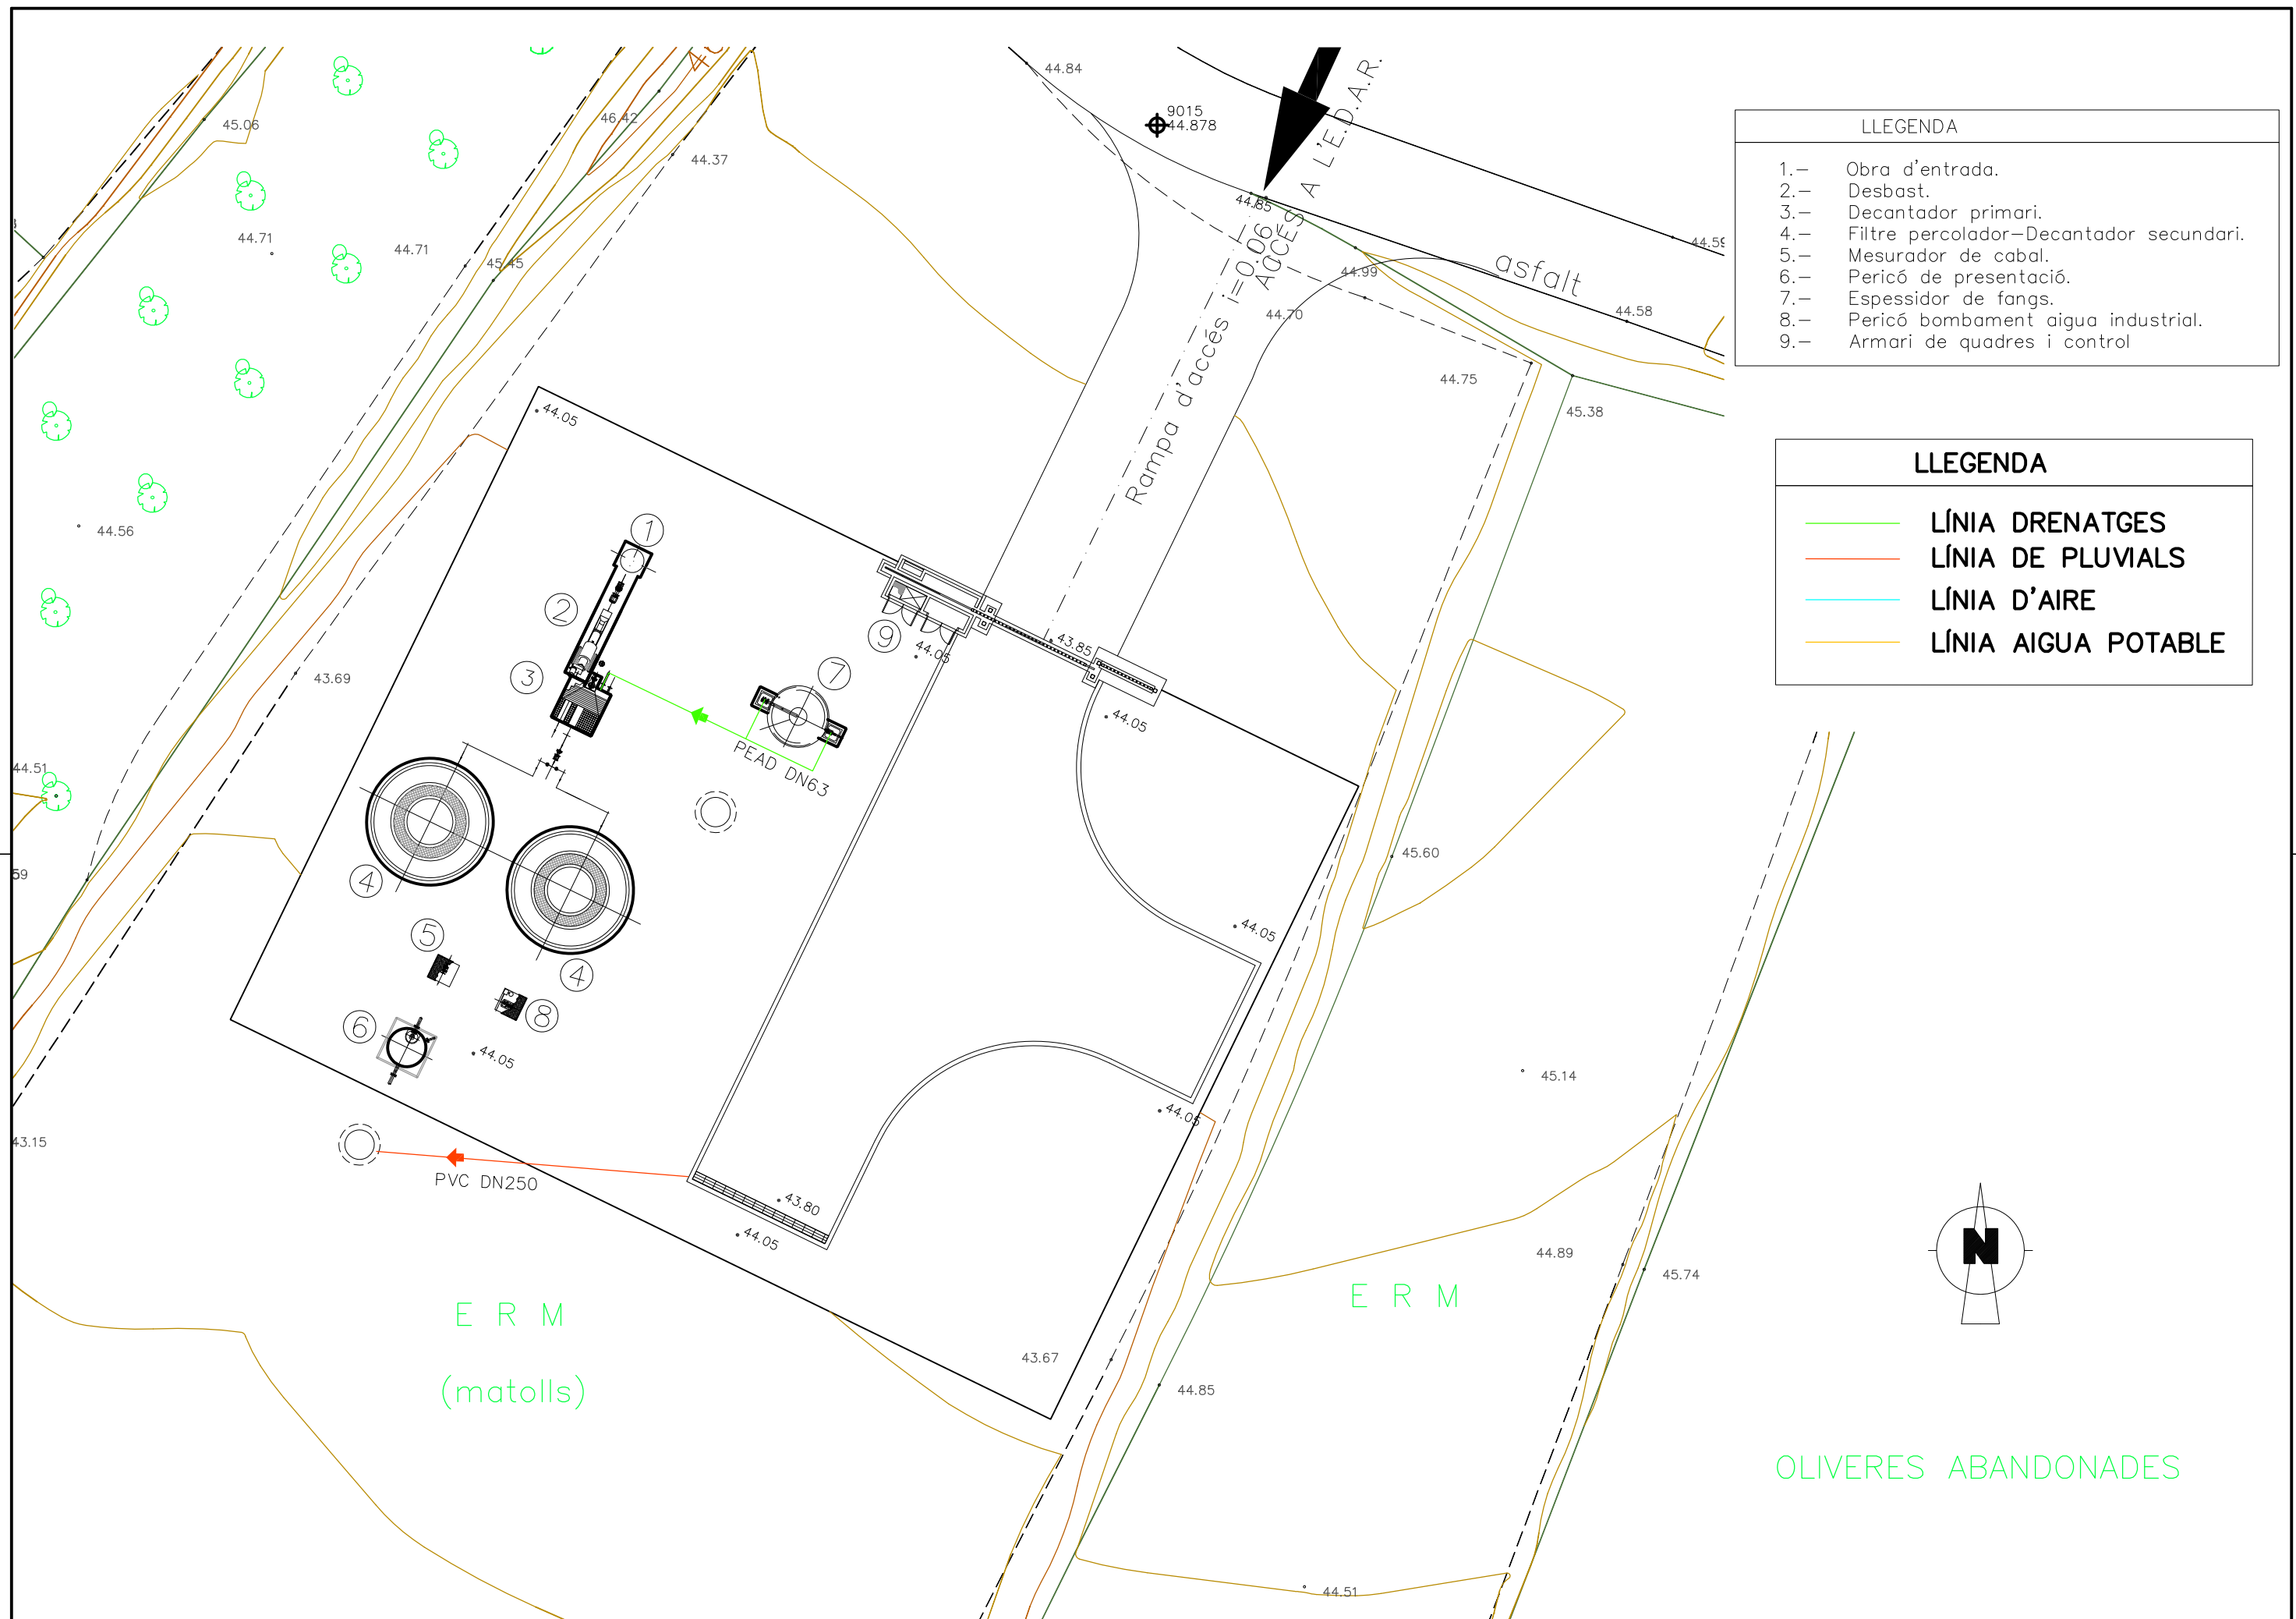 44.84
9015
44.878
45.06
46.42
44.37
44.71
44.71
45.45
44.85
ACCÉS A L'E.D.A.R.
Rampa d'accés i=0.06
44.99
asfalt
44.59
44.58
44.70
44.75
45.38
LLEGENDA
1.- Obra d'entrada.
2.- Desbast.
3.- Decantador primari.
4.- Filtre percolador-Decantador secundari.
5.- Mesurador de cabal.
6.- Pericó de presentació.
7.- Espessidor de fangs.
8.- Pericó bombament aigua industrial.
9.- Armari de quadres i control
LLEGENDA
LÍNIA DRENATGES
LÍNIA DE PLUVIALS
LÍNIA D'AIRE
LÍNIA AIGUA POTABLE
44.05
44.56
1
2
3
9
44.05
43.85
7
44.05
43.69
PEAD DN63
44.51
4
4
45.60
44.05
5
8
6
44.05
45.14
44.05
43.15
PVC DN250
43.80
44.05
44.89
45.74
N
E R M
(matolls)
E R M
43.67
44.85
OLIVERES ABANDONADES
44.51